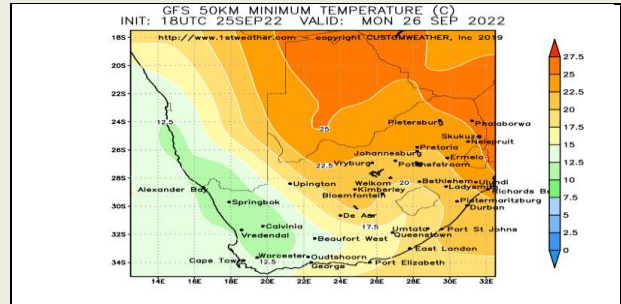 GFS 50KM MINIMUM TEMPERATURE (C)
INIT: 18UTC 25SEP22 VALID: MON 26 SEP 2022
http://www.1stweather.com -- copyright CUSTOMWEATHER, Inc 2019
18S
20S
22S
24S
26S
28S
30S
32S
34S
12.5
25
22.5
20
17.5
12.5
Pietersburg
Phalaborwa
Skukuza
Nelspruit
Pretoria
Johannesburg
Ermelo
Vryburg
Potchefstroom
Welkom
Bethlehem
Ulundi
Upington
Kimberley
Ladysmith
Richards B
Alexander Bay
Bloemfontein
Pietermaritzburg
Springbok
Durban
De Aar
Calvinia
Umtata
Port St Johns
Vredendal
Beaufort West
Queenstown
East London
Worcester
Oudtshoorn
Cape Town
George
Port Elizabeth
14E 16E 18E 20E 22E 24E 26E 28E 30E 32E
27.5
25
22.5
20
17.5
15
12.5
10
7.5
5
2.5
0